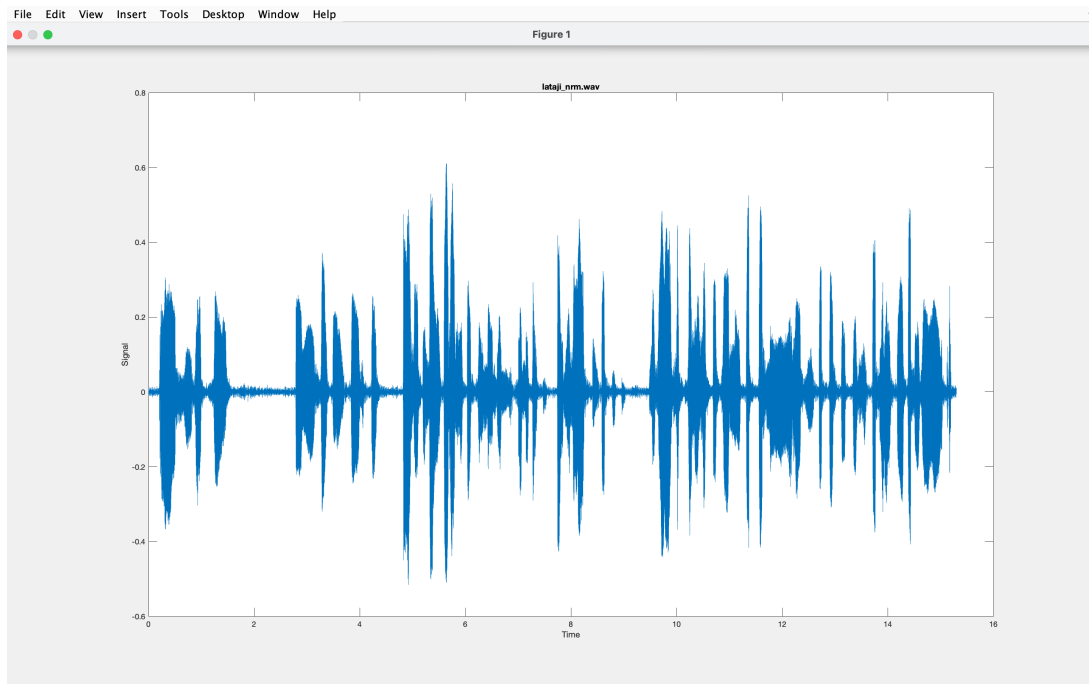 File Edit View Insert Tools Desktop Window Help
Figure 1
lataji_nrm.wav
0.8
0.6
0.4
0.2
0
-0.2
-0.4
-0.6
Signal
0 2 4 6 8 10 12 14 16
Time